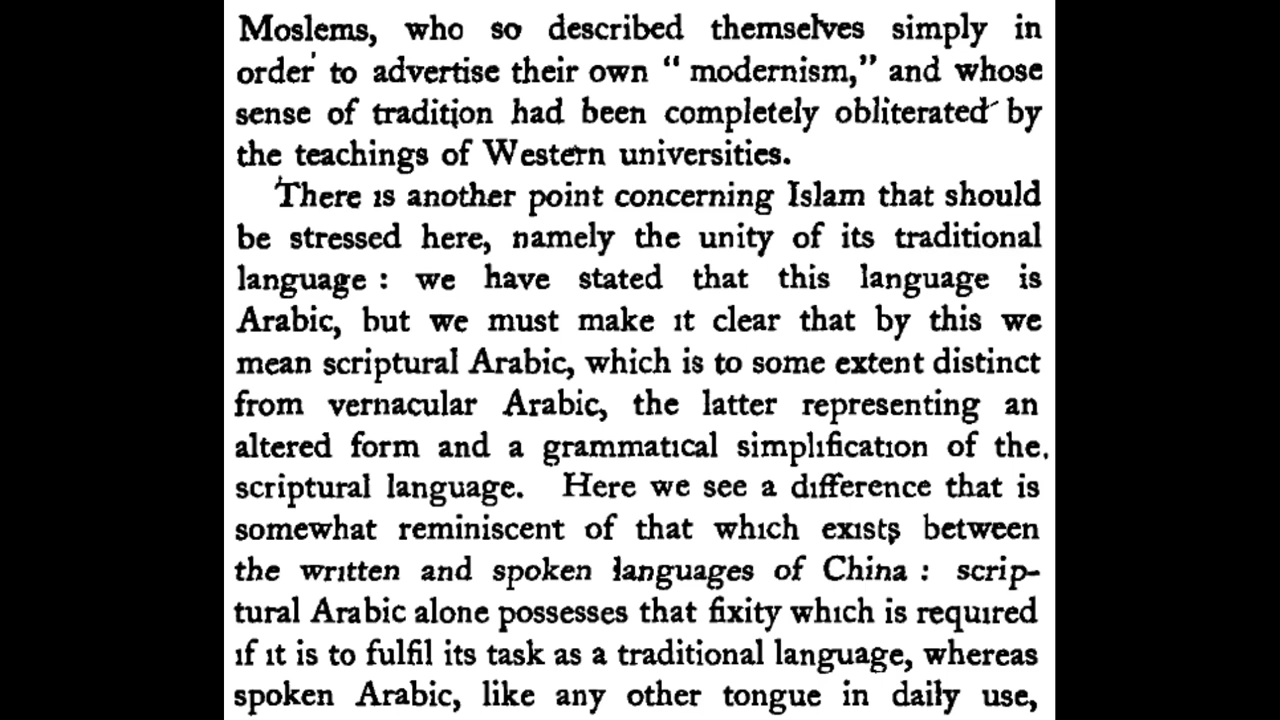 Moslems, who so described themselves simply in
order to advertise their own “ modernism,” and whose
sense of tradition had been completely obliterated by
the teachings of Western universities.
There is another point concerning Islam that should
be stressed here, namely the unity of its traditional
language : we have stated that this language is
Arabic, but we must make it clear that by this we
mean scriptural Arabic, which is to some extent distinct
from vernacular Arabic, the latter representing an
altered form and a grammatical simplification of the
scriptural language. Here we see a difference that is
somewhat reminiscent of that which exists between
the written and spoken languages of China : scrip-
tural Arabic alone possesses that fixity which is required
if it is to fulfil its task as a traditional language, whereas
spoken Arabic, like any other tongue in daily use,